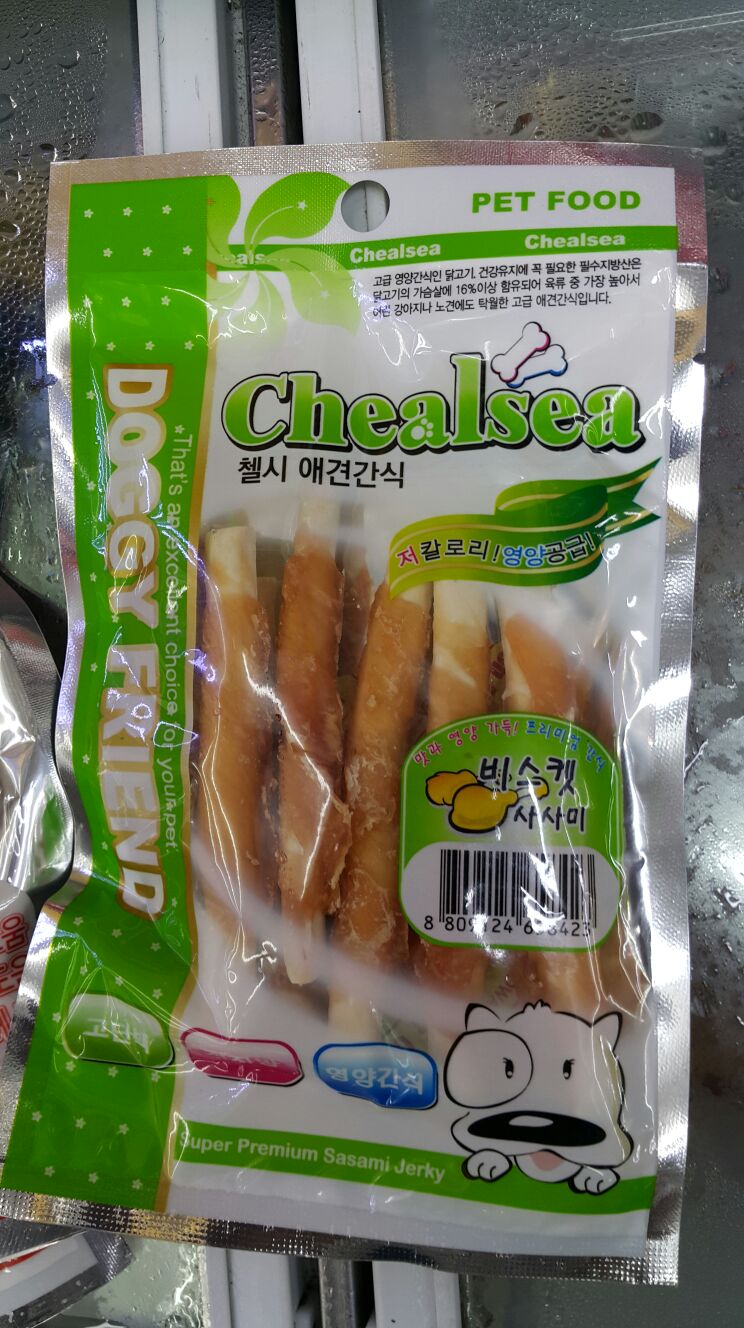 PET FOOD
Chealsea
Chealsea
고급 영양간식인 닭고기, 건강유지에 꼭 필요한 필수지방산은
닭고기의 가슴살에 16%이상 함유되어 육류 중 가장 높아서
어린 강아지나 노견에도 탁월한 고급 애견간식입니다.
Chealsea
첼시 애견간식
저칼로리! 영양공급!
DOGGY FRIEND
That's an excellent choice for your pet.
맛과 영양 가득! 프리미엄 간식
비스켓
사사미
고단백
영양간식
Super Premium Sasami Jerky